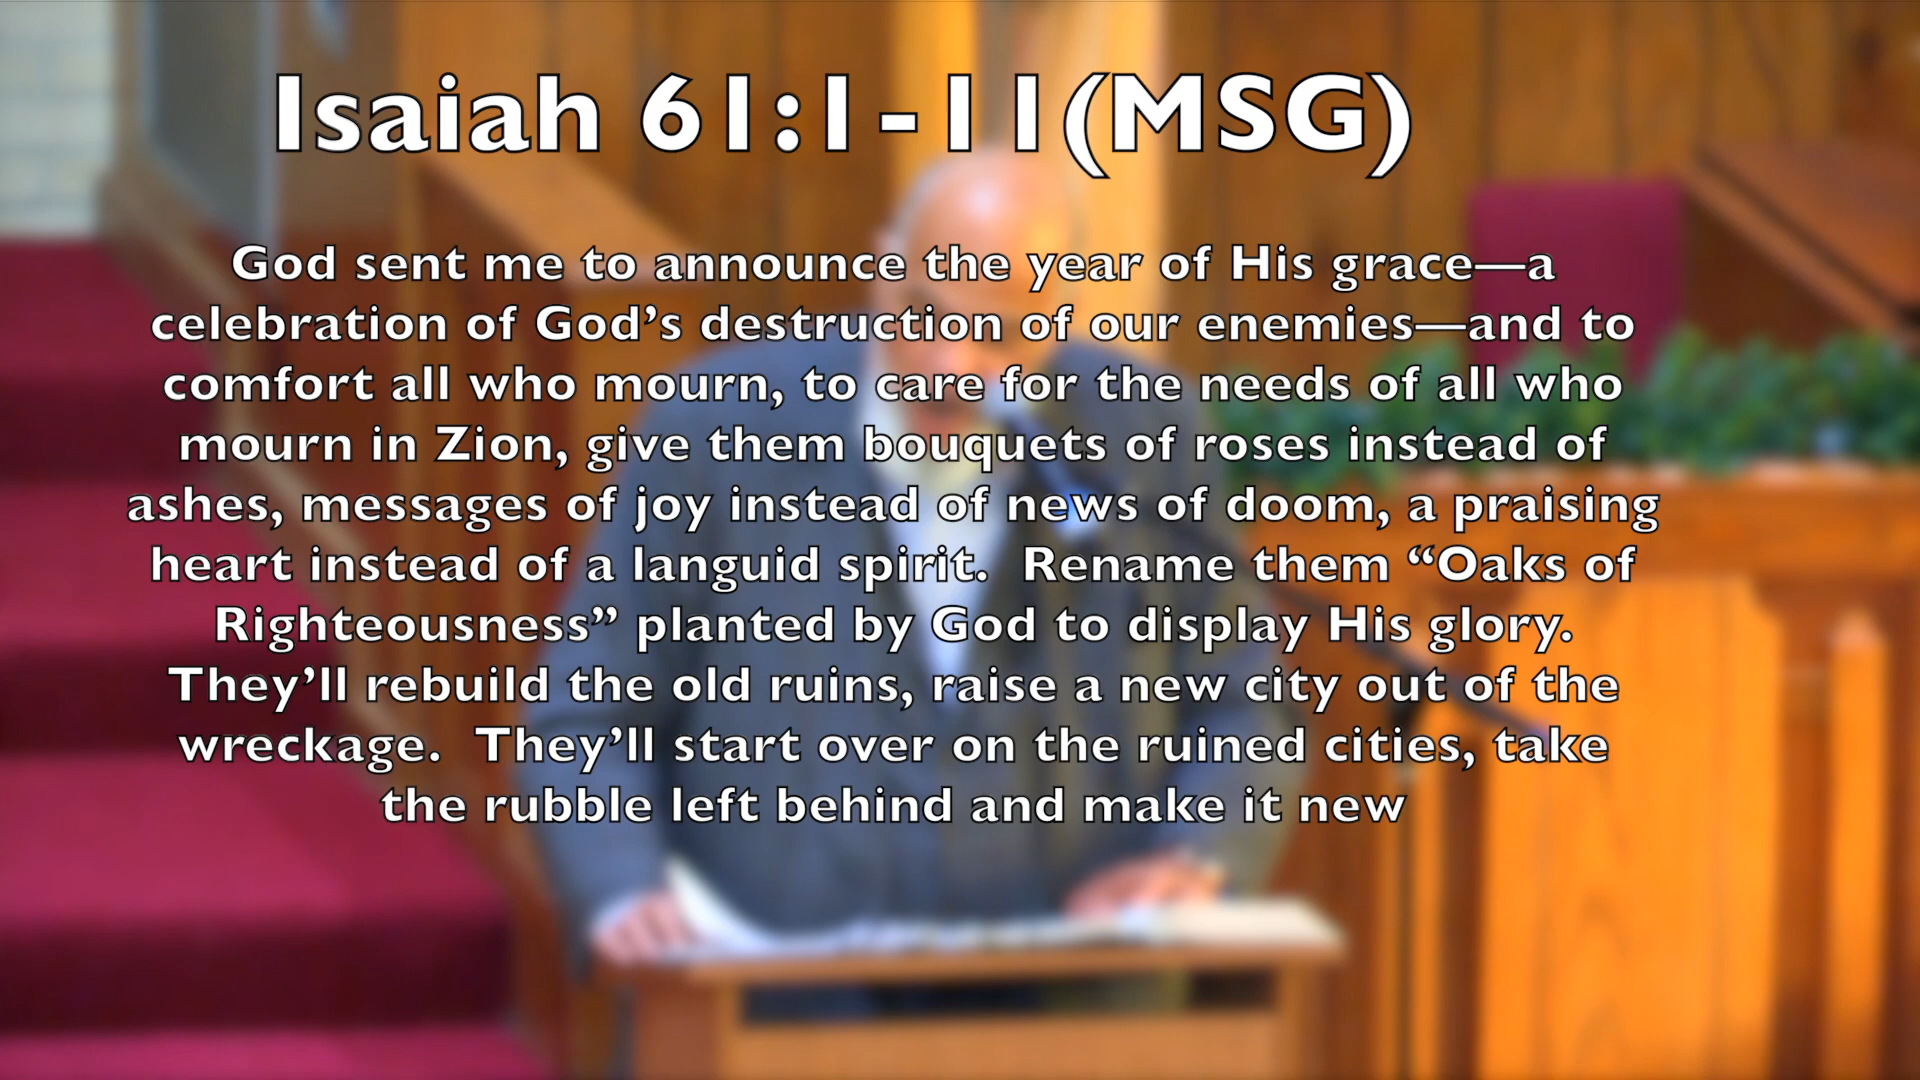 Isaiah 61:1-11(MSG)
God sent me to announce the year of His grace—a
celebration of God’s destruction of our enemies—and to
comfort all who mourn, to care for the needs of all who
mourn in Zion, give them bouquets of roses instead of
ashes, messages of joy instead of news of doom, a praising
heart instead of a languid spirit.  Rename them “Oaks of
Righteousness” planted by God to display His glory.
They’ll rebuild the old ruins, raise a new city out of the
wreckage.  They’ll start over on the ruined cities, take
the rubble left behind and make it new